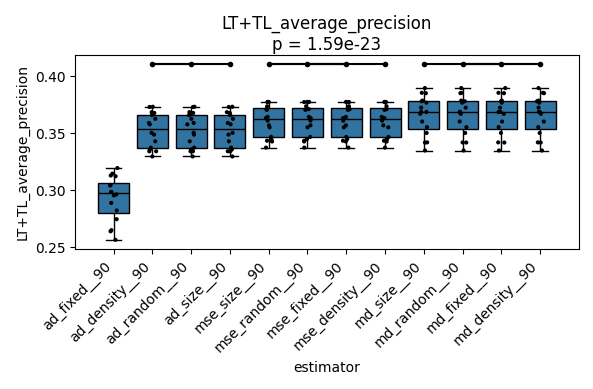 LT+TL_average_precision
p = 1.59e-23
LT+TL_average_precision
0.40
0.35
0.30
0.25
ad_fixed__90
ad_density__90
ad_random__90
ad_size__90
mse_size__90
mse_random__90
mse_fixed__90
mse_density__90
md_size__90
md_random__90
md_fixed__90
md_density__90
estimator